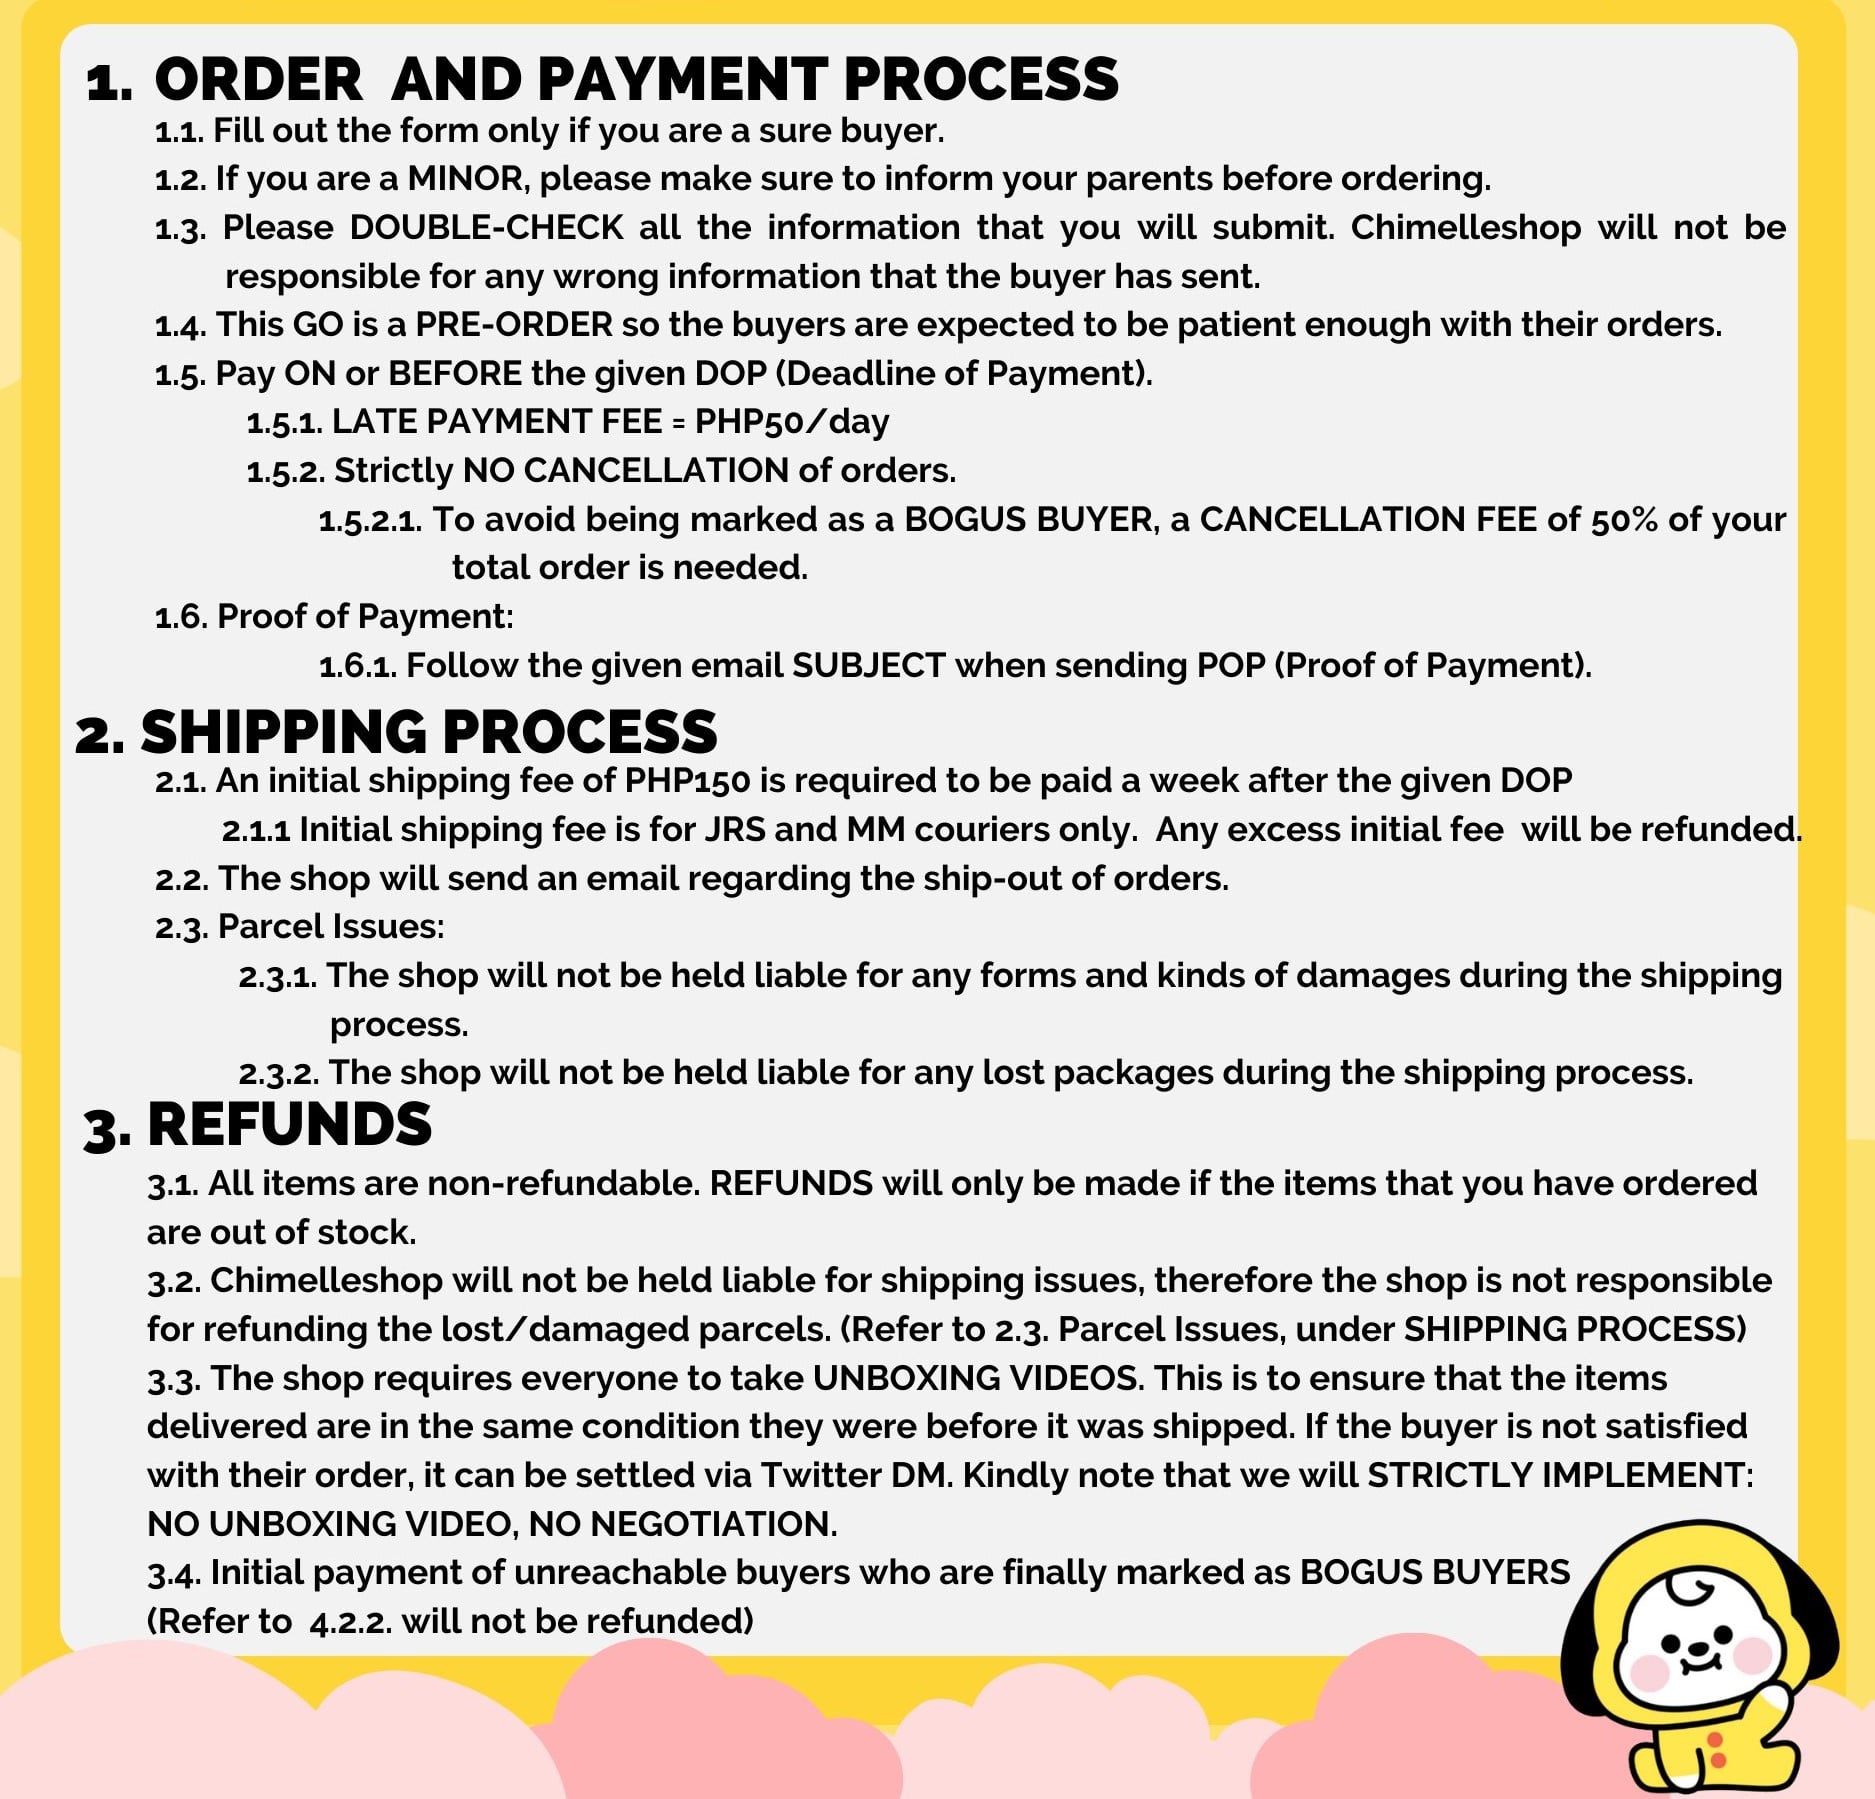 1. ORDER AND PAYMENT PROCESS
1.1. Fill out the form only if you are a sure buyer.
1.2. If you are a MINOR, please make sure to inform your parents before ordering.
1.3. Please DOUBLE-CHECK all the information that you will submit. Chimelleshop will not be
responsible for any wrong information that the buyer has sent.
1.4. This GO is a PRE-ORDER so the buyers are expected to be patient enough with their orders.
1.5. Pay ON or BEFORE the given DOP (Deadline of Payment).
1.5.1. LATE PAYMENT FEE = PHP50/day
1.5.2. Strictly NO CANCELLATION of orders.
1.5.2.1. To avoid being marked as a BOGUS BUYER, a CANCELLATION FEE of 50% of your
total order is needed.
1.6. Proof of Payment:
1.6.1. Follow the given email SUBJECT when sending POP (Proof of Payment).
2. SHIPPING PROCESS
2.1. An initial shipping fee of PHP150 is required to be paid a week after the given DOP
2.1.1 Initial shipping fee is for JRS and MM couriers only. Any excess initial fee will be refunded.
2.2. The shop will send an email regarding the ship-out of orders.
2.3. Parcel Issues:
2.3.1. The shop will not be held liable for any forms and kinds of damages during the shipping
process.
2.3.2. The shop will not be held liable for any lost packages during the shipping process.
3. REFUNDS
3.1. All items are non-refundable. REFUNDS will only be made if the items that you have ordered
are out of stock.
3.2. Chimelleshop will not be held liable for shipping issues, therefore the shop is not responsible
for refunding the lost/damaged parcels. (Refer to 2.3. Parcel Issues, under SHIPPING PROCESS)
3.3. The shop requires everyone to take UNBOXING VIDEOS. This is to ensure that the items
delivered are in the same condition they were before it was shipped. If the buyer is not satisfied
with their order, it can be settled via Twitter DM. Kindly note that we will STRICTLY IMPLEMENT:
NO UNBOXING VIDEO, NO NEGOTIATION.
3.4. Initial payment of unreachable buyers who are finally marked as BOGUS BUYERS
(Refer to 4.2.2. will not be refunded)